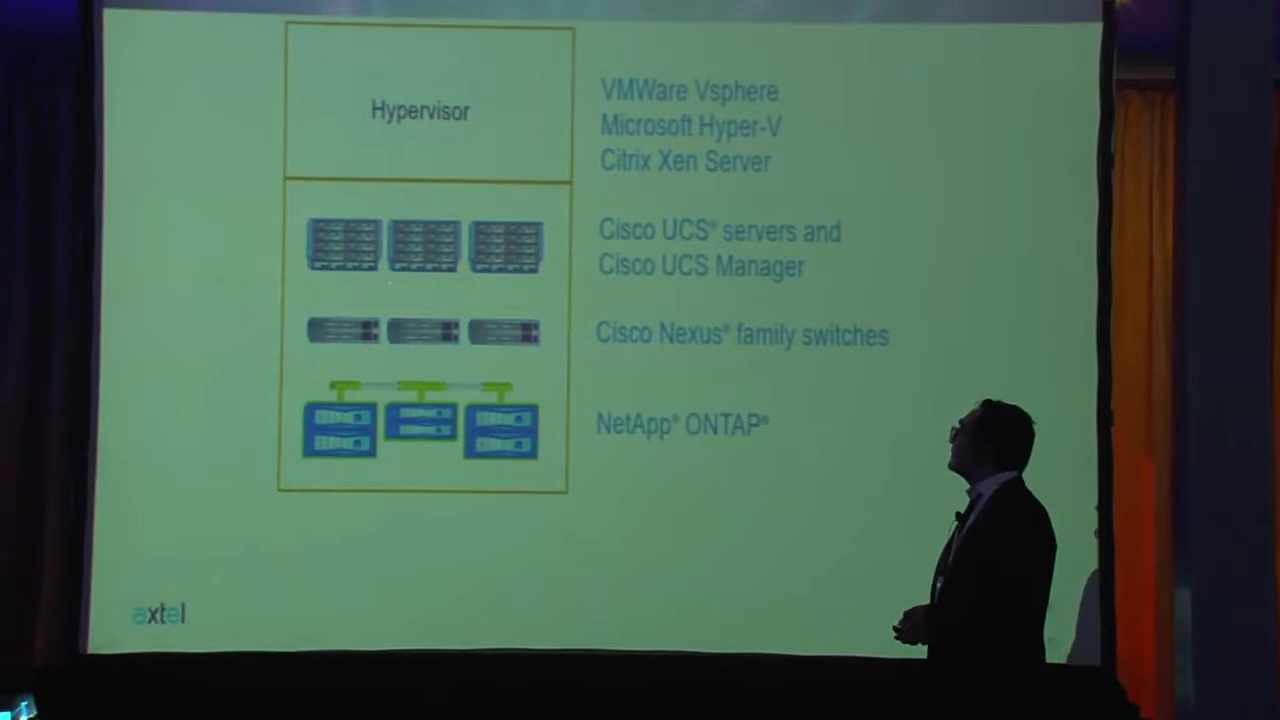 Hypervisor
VMWare Vsphere
Microsoft Hyper-V
Citrix Xen Server
Cisco UCS® servers and
Cisco UCS Manager
Cisco Nexus® family switches
NetApp® ONTAP®
axtel